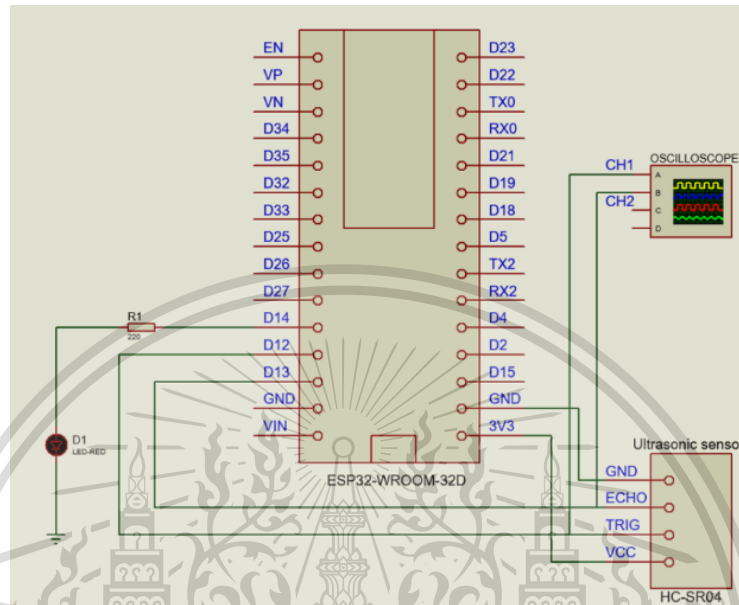 EN
VP
VN
D34
D35
D32
D33
D25
D26
D27
D14
D12
D13
GND
VIN
D23
D22
TX0
RX0
D21
D19
D18
D5
TX2
RX2
D4
D2
D15
GND
3V3
ESP32-WROOM-32D
R1
220
D1
LED-RED
OSCILLOSCOPE
CH1
CH2
A
B
C
D
Ultrasonic senso
GND
ECHO
TRIG
VCC
HC-SR04